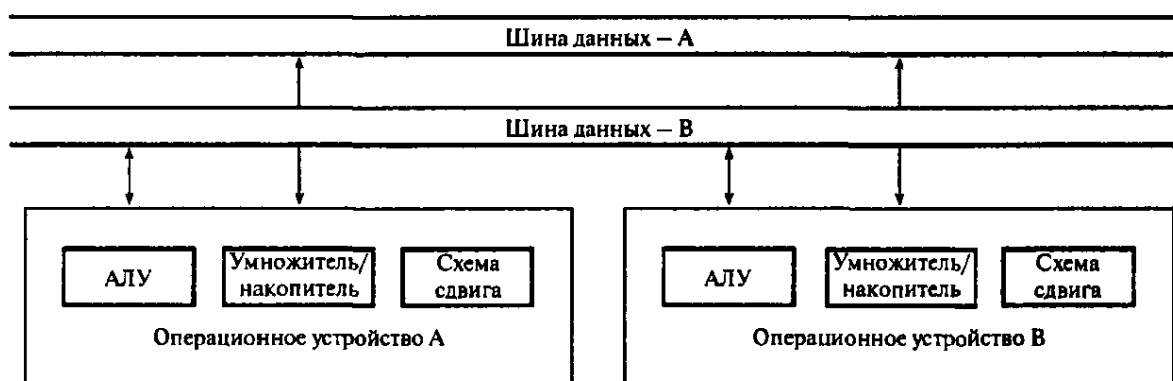 Шина данных – А
Шина данных – В
АЛУ
Умножитель/
накопитель
Схема
сдвига
Операционное устройство А
АЛУ
Умножитель/
накопитель
Схема
сдвига
Операционное устройство В